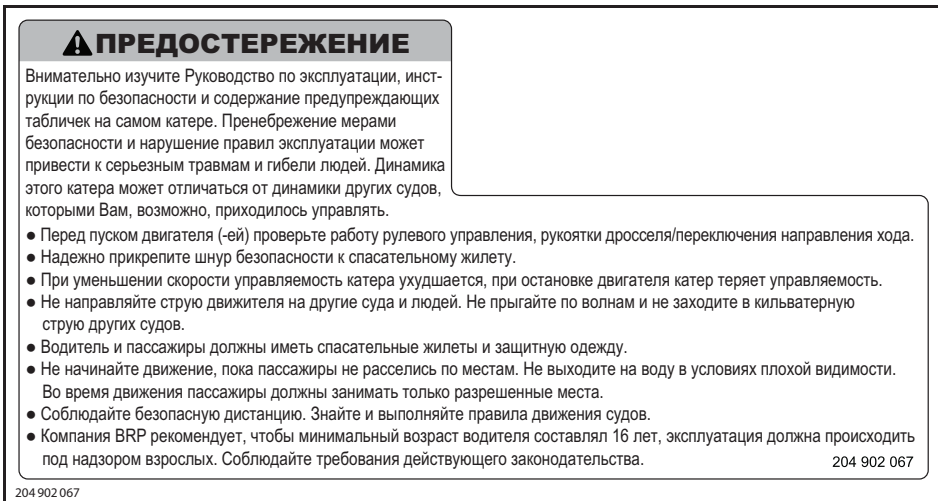 ПРЕДОСТЕРЕЖЕНИЕ
Внимательно изучите Руководство по эксплуатации, инст-
рукции по безопасности и содержание предупреждающих
табличек на самом катере. Пренебрежение мерами
безопасности и нарушение правил эксплуатации может
привести к серьезным травмам и гибели людей. Динамика
этого катера может отличаться от динамики других судов,
которыми Вам, возможно, приходилось управлять.
● Перед пуском двигателя (-ей) проверьте работу рулевого управления, рукоятки дросселя/переключения направления хода.
● Надежно прикрепите шнур безопасности к спасательному жилету.
● При уменьшении скорости управляемость катера ухудшается, при остановке двигателя катер теряет управляемость.
● Не направляйте струю движителя на другие суда и людей. Не прыгайте по волнам и не заходите в кильватерную
струю других судов.
● Водитель и пассажиры должны иметь спасательные жилеты и защитную одежду.
● Не начинайте движение, пока пассажиры не расселись по местам. Не выходите на воду в условиях плохой видимости.
Во время движения пассажиры должны занимать только разрешенные места.
● Соблюдайте безопасную дистанцию. Знайте и выполняйте правила движения судов.
● Компания BRP рекомендует, чтобы минимальный возраст водителя составлял 16 лет, эксплуатация должна происходить
под надзором взрослых. Соблюдайте требования действующего законодательства. 204 902 067
204 902 067